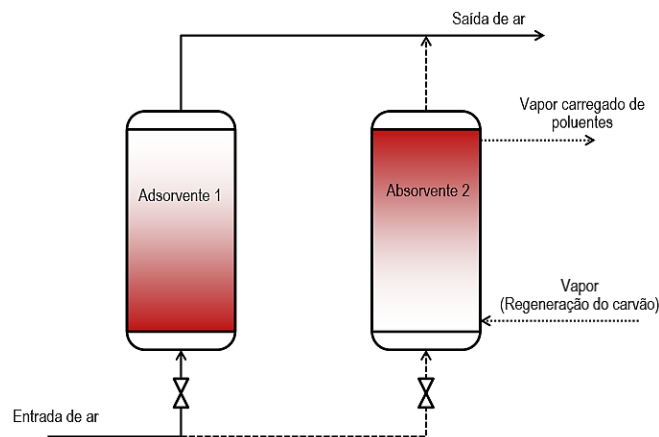 Saída de ar
Vapor carregado de
poluentes
Adsorvente 1
Absorvente 2
Vapor
(Regeneração do carvão)
Entrada de ar